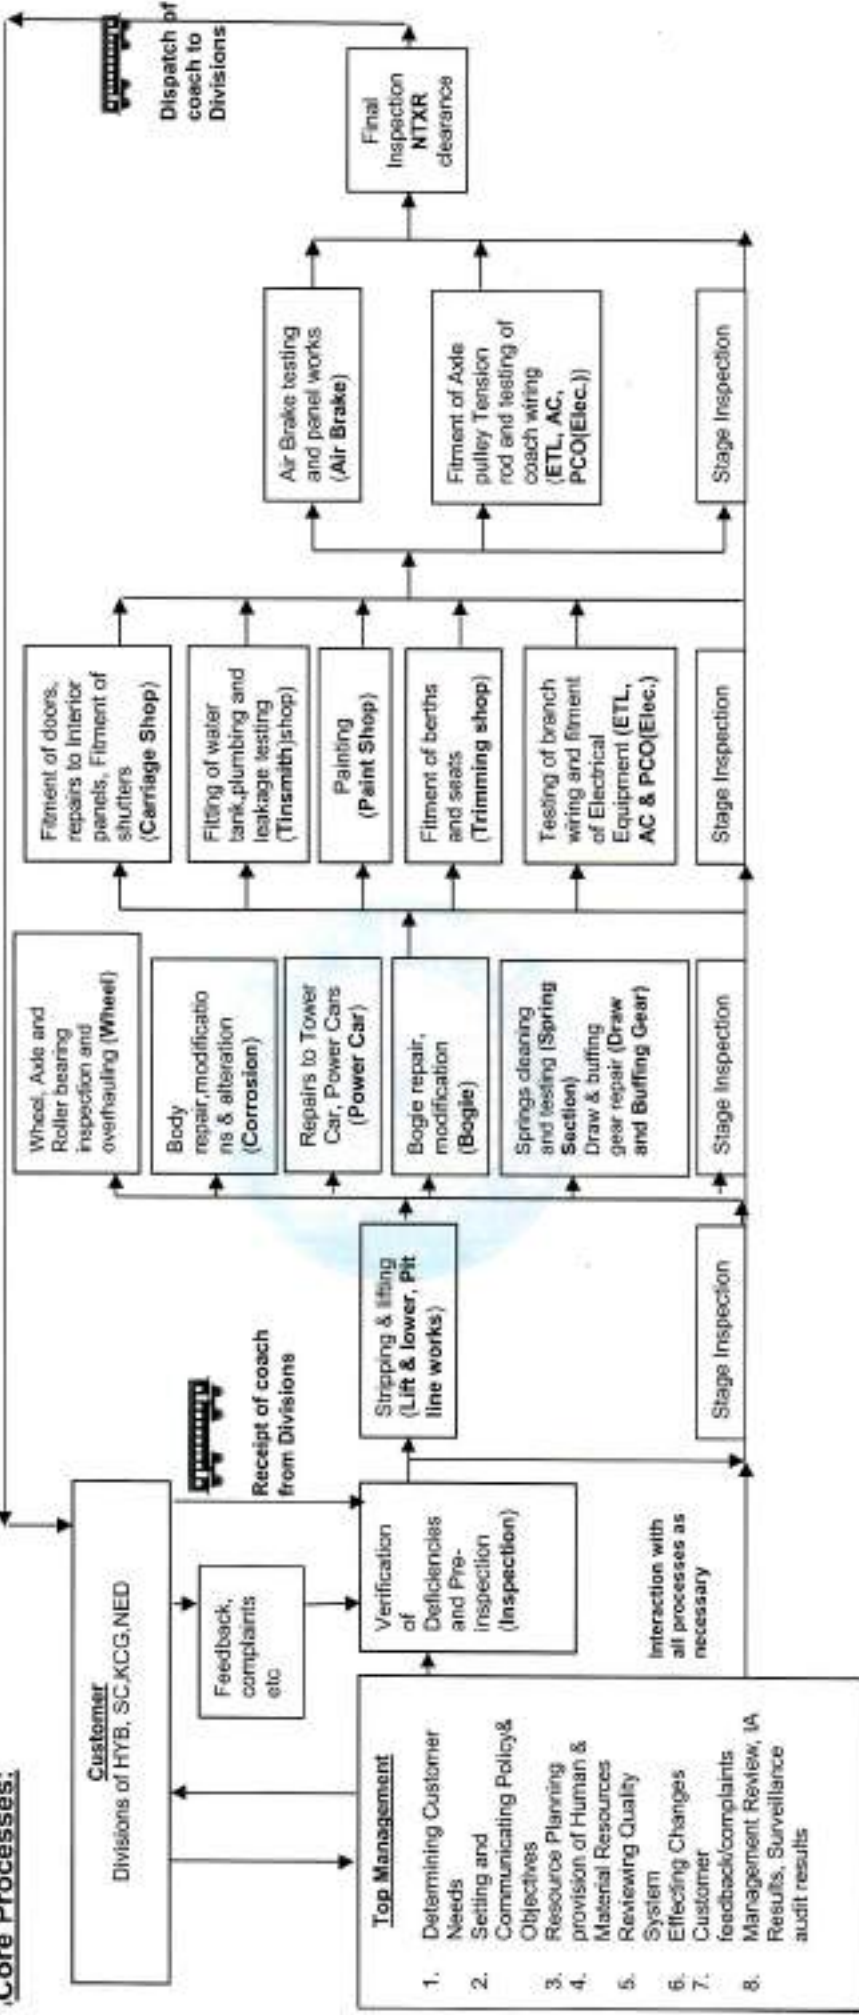 Core Processes:
Customer
Divisions of HYB, SC,KCG,NED
Feedback,
complaints
etc
Receipt of coach
from Divisions
Top Management
1. Determining Customer
Needs
2. Setting and
Communicating Policy&
Objectives
3. Resource Planning
4. provision of Human &
Material Resources
5. Reviewing Quality
System
6. Effecting Changes
7. Customer
feedback/complaints
8. Management Review, IA
Results, Surveillance
audit results
Verification
of
Deficiencies
and Pre-
inspection
(Inspection)
Interaction with
all processes as
necessary
Stripping & lifting
(Lift & lower, Pit
line works)
Stage Inspection
Wheel, Axle and
Roller bearing
inspection and
overhauling (Wheel)
Body
repair,modificatio
ns & alteration
(Corrosion)
Repairs to Tower
Car, Power Cars
(Power Car)
Bogie repair,
modification
(Bogie)
Springs cleaning
and testing (Spring
Section)
Draw & buffing
gear repair (Draw
and Buffing Gear)
Stage Inspection
Fitment of doors,
repairs to Interior
panels, Fitment of
shutters
(Carriage Shop)
Fitting of water
tank,plumbing and
leakage testing
(Tinsmith)shop)
Painting
(Paint Shop)
Fitment of berths
and seats
(Trimming shop)
Testing of branch
wiring and fitment
of Electrical
Equipment (ETL,
AC & PCO(Elec.)
Stage Inspection
Air Brake testing
and panel works
(Air Brake)
Fitment of Axle
pulley Tension
rod and testing of
coach wiring
(ETL, AC,
PCO(Elec.))
Stage Inspection
Final
Inspection
NTXR
clearance
Dispatch of
coach to
Divisions